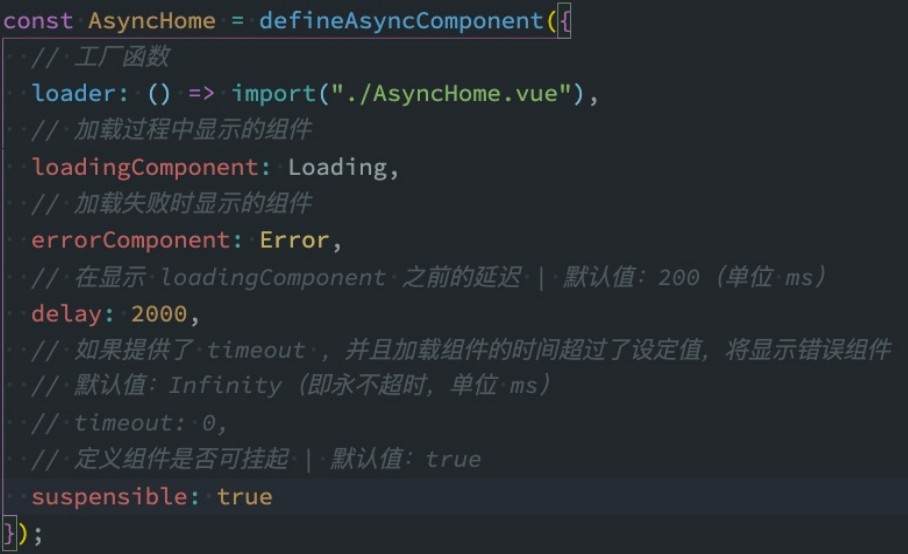 const AsyncHome = defineAsyncComponent({
// 工厂函数
loader: () => import("./AsyncHome.vue"),
// 加载过程中显示的组件
loadingComponent: Loading,
// 加载失败时显示的组件
errorComponent: Error,
// 在显示 loadingComponent 之前的延迟 | 默认值：200（单位 ms）
delay: 2000,
// 如果提供了 timeout ，并且加载组件的时间超过了设定值，将显示错误组件
// 默认值：Infinity（即永不超时，单位 ms）
// timeout: 0,
// 定义组件是否可挂起 | 默认值：true
suspensible: true
});